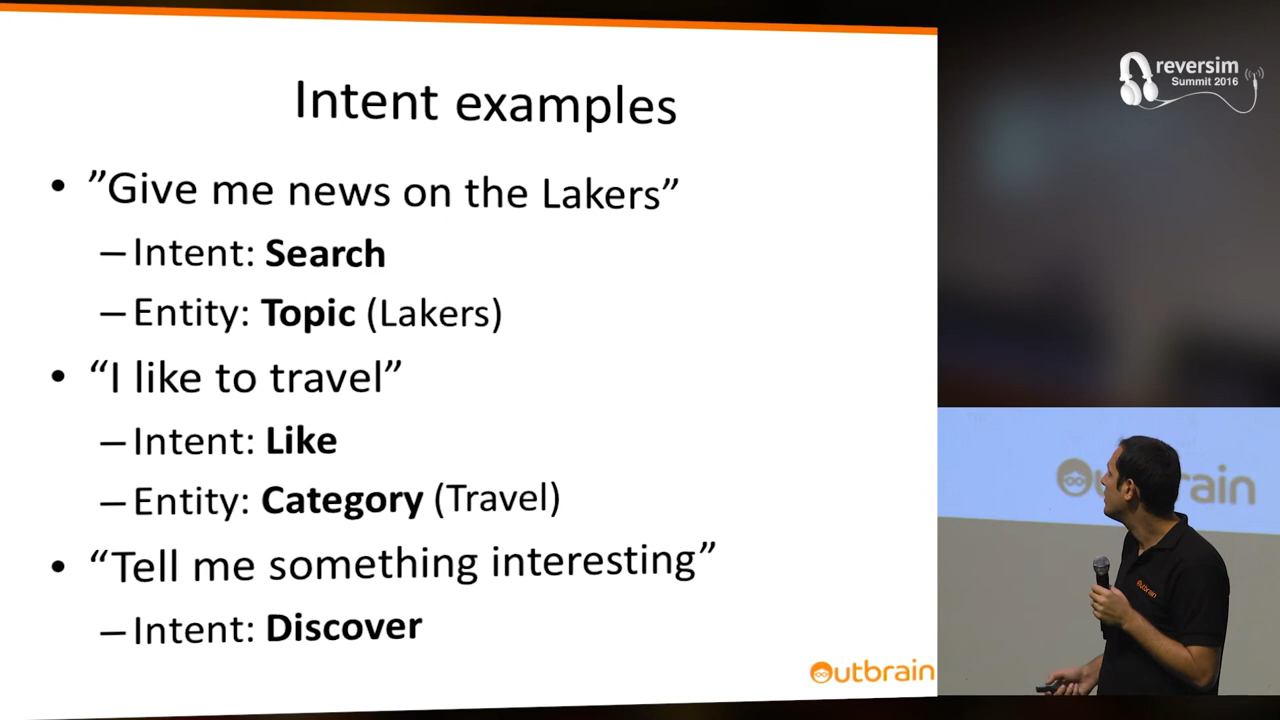 Intent examples
• ”Give me news on the Lakers”
– Intent: Search
– Entity: Topic (Lakers)
• “I like to travel”
– Intent: Like
– Entity: Category (Travel)
• “Tell me something interesting”
– Intent: Discover
Outbrain
reversim
Summit 2016
Outbrain